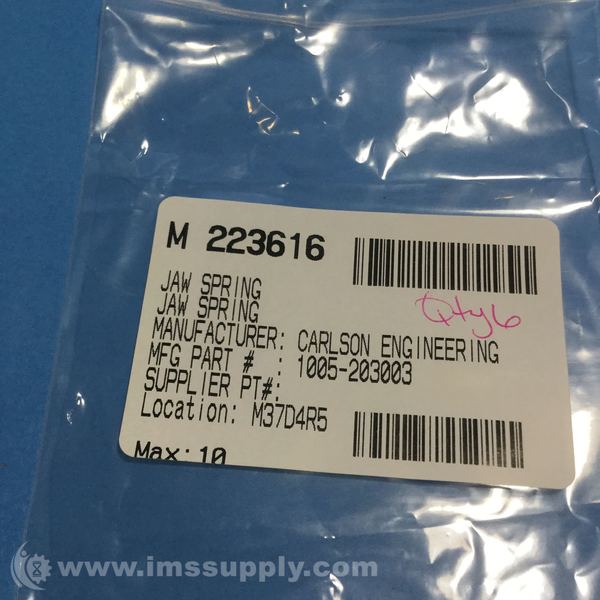 M 223616
JAW SPRING
JAW SPRING
Qty6
MANUFACTURER: CARLSON ENGINEERING
MFG PART # : 1005-203003
SUPPLIER PT#:
Location: M37D4R5
Max: 10
www.imssupply.com